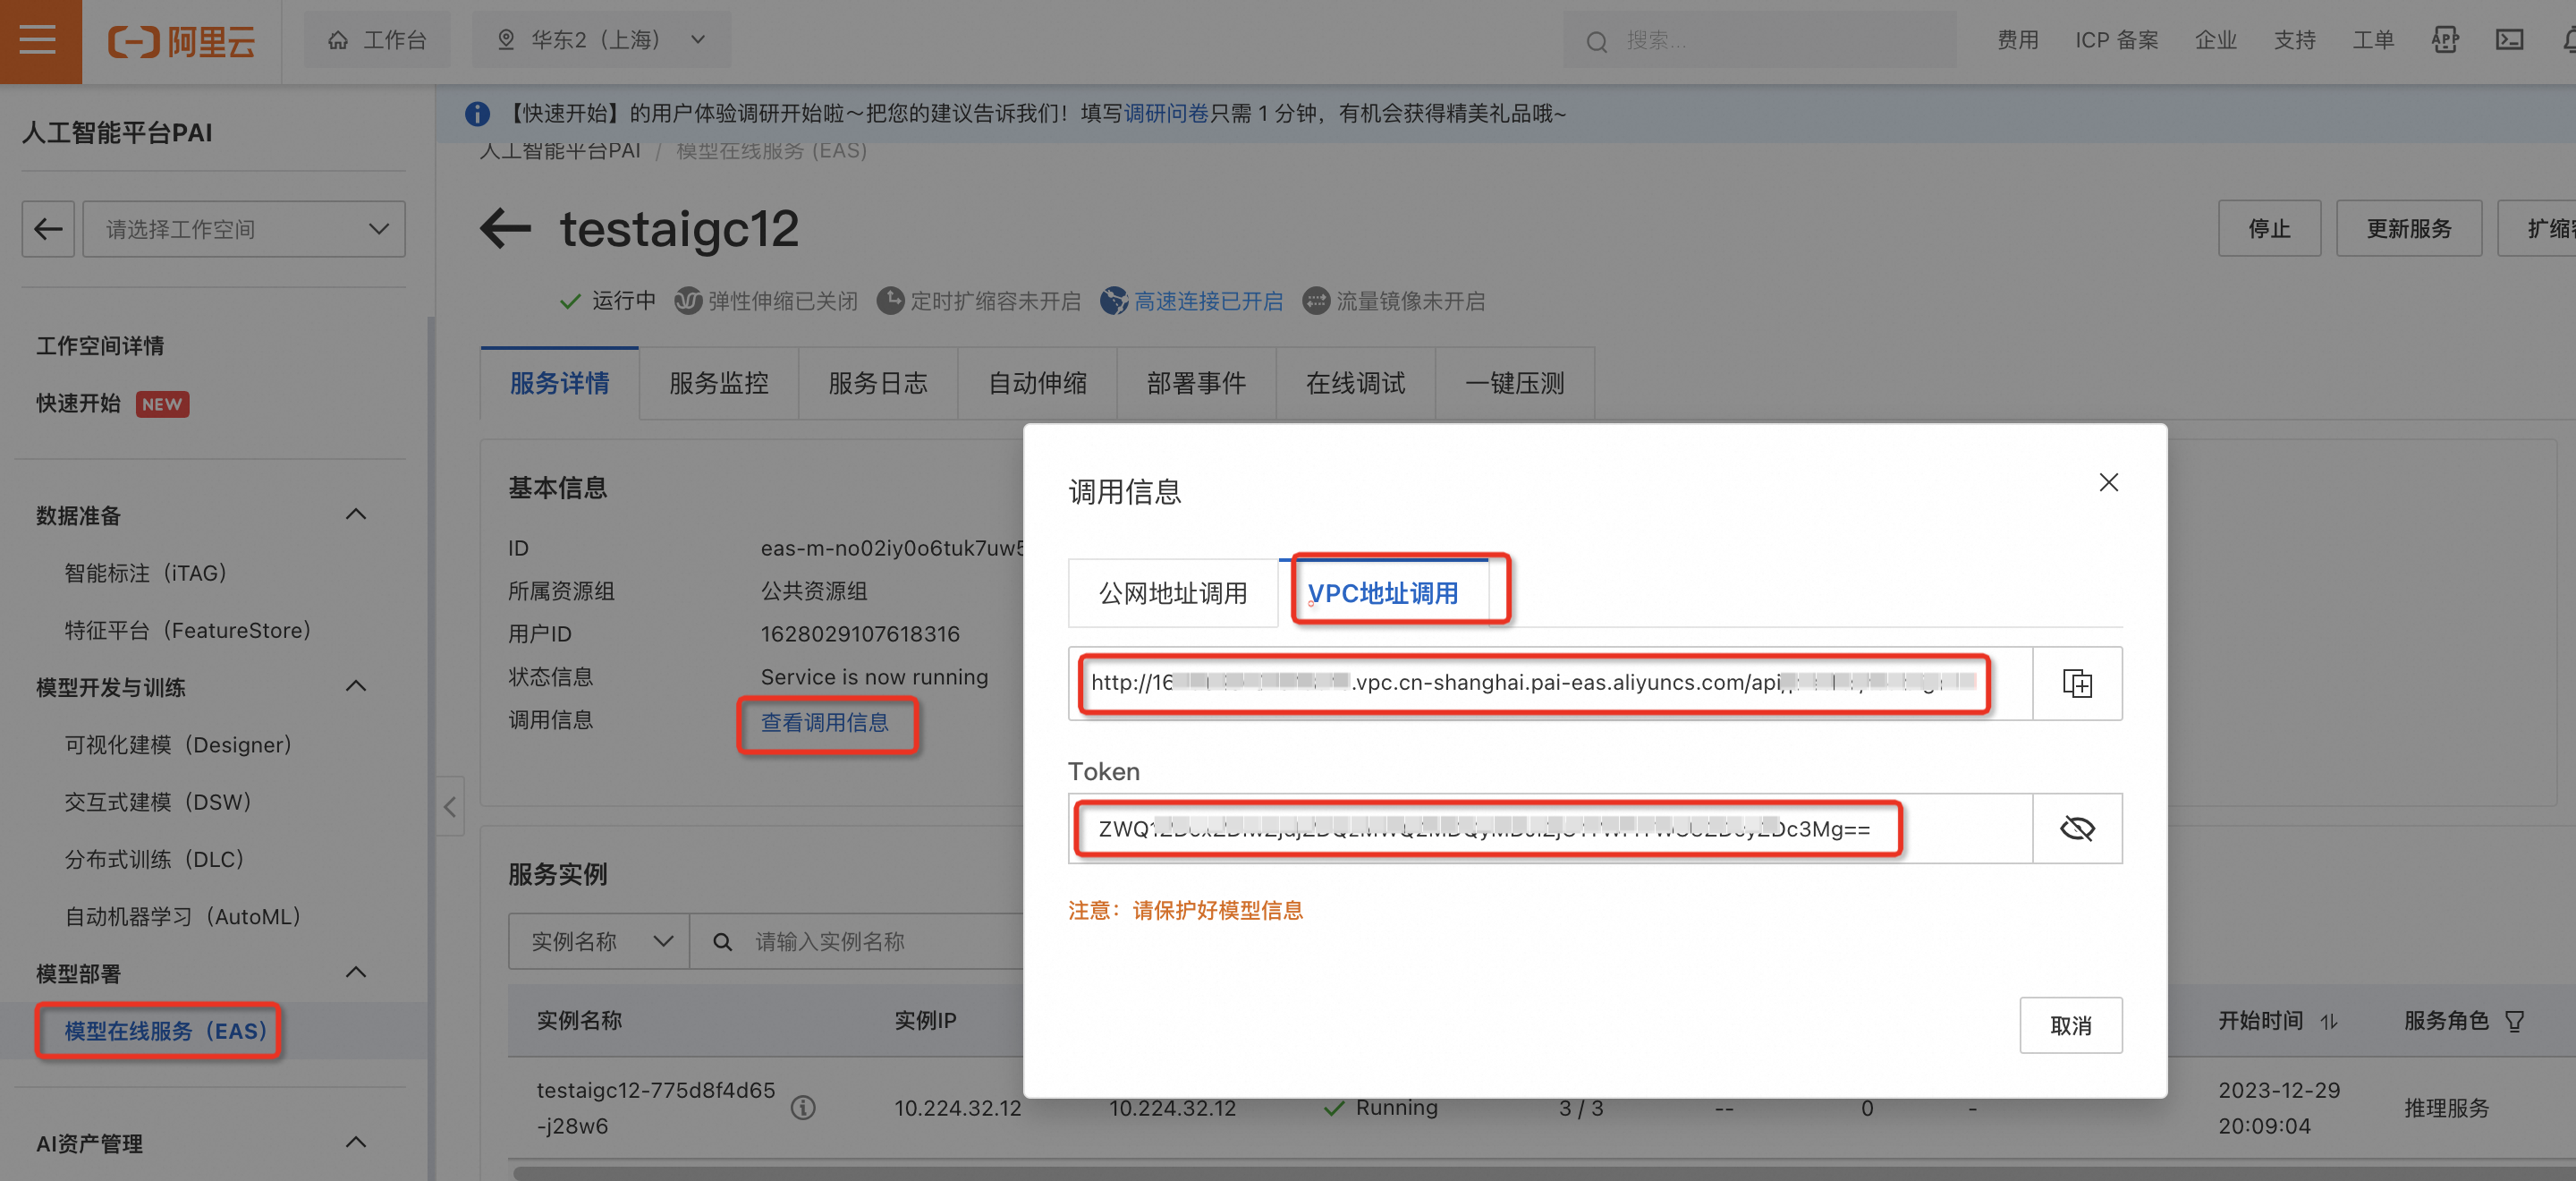 阿里云
工作台
华东2（上海）
搜索...
费用
ICP 备案
企业
支持
工单
APP
人工智能平台PAI
请选择工作空间
工作空间详情
快速开始 NEW
数据准备
智能标注（iTAG）
特征平台（FeatureStore）
模型开发与训练
可视化建模（Designer）
交互式建模（DSW）
分布式训练（DLC）
自动机器学习（AutoML）
模型部署
模型在线服务（EAS）
AI资产管理
【快速开始】的用户体验调研开始啦～把您的建议告诉我们！填写调研问卷只需 1 分钟，有机会获得精美礼品哦~
人工智能平台PAI / 模型在线服务 (EAS)
testaigc12
停止
更新服务
扩缩
运行中
弹性伸缩已关闭
定时扩缩容未开启
高速连接已开启
流量镜像未开启
服务详情
服务监控
服务日志
自动伸缩
部署事件
在线调试
一键压测
基本信息
ID eas-m-no02iy0o6tuk7uw5
所属资源组 公共资源组
用户ID 1628029107618316
状态信息 Service is now running
调用信息 查看调用信息
服务实例
实例名称
请输入实例名称
实例名称
实例IP
开始时间
服务角色
testaigc12-775d8f4d65
-j28w6
10.224.32.12
10.224.32.12
Running
3 / 3
--
0
-
2023-12-29
20:09:04
推理服务
调用信息
公网地址调用
VPC地址调用
http://16 .vpc.cn-shanghai.pai-eas.aliyuncs.com/api
Token
ZWQ1 Dc3Mg==
注意：请保护好模型信息
取消